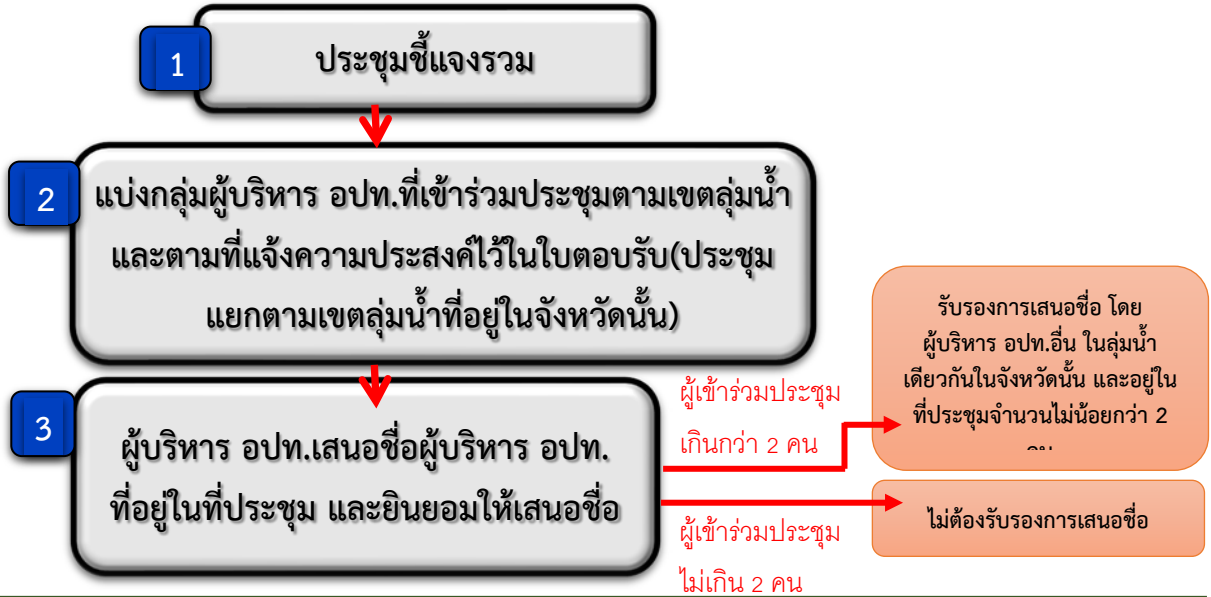 1
ประชุมชี้แจงรวม
2
แบ่งกลุ่มผู้บริหาร อปท.ที่เข้าร่วมประชุมตามเขตลุ่มน้ำ
และตามที่แจ้งความประสงค์ไว้ในใบตอบรับ(ประชุม
แยกตามเขตลุ่มน้ำที่อยู่ในจังหวัดนั้น)
3
ผู้บริหาร อปท.เสนอชื่อผู้บริหาร อปท.
ที่อยู่ในที่ประชุม และยินยอมให้เสนอชื่อ
ผู้เข้าร่วมประชุม
เกินกว่า 2 คน
รับรองการเสนอชื่อ โดย
ผู้บริหาร อปท.อื่น ในลุ่มน้ำ
เดียวกันในจังหวัดนั้น และอยู่ใน
ที่ประชุมจำนวนไม่น้อยกว่า 2
ผู้เข้าร่วมประชุม
ไม่เกิน 2 คน
ไม่ต้องรับรองการเสนอชื่อ